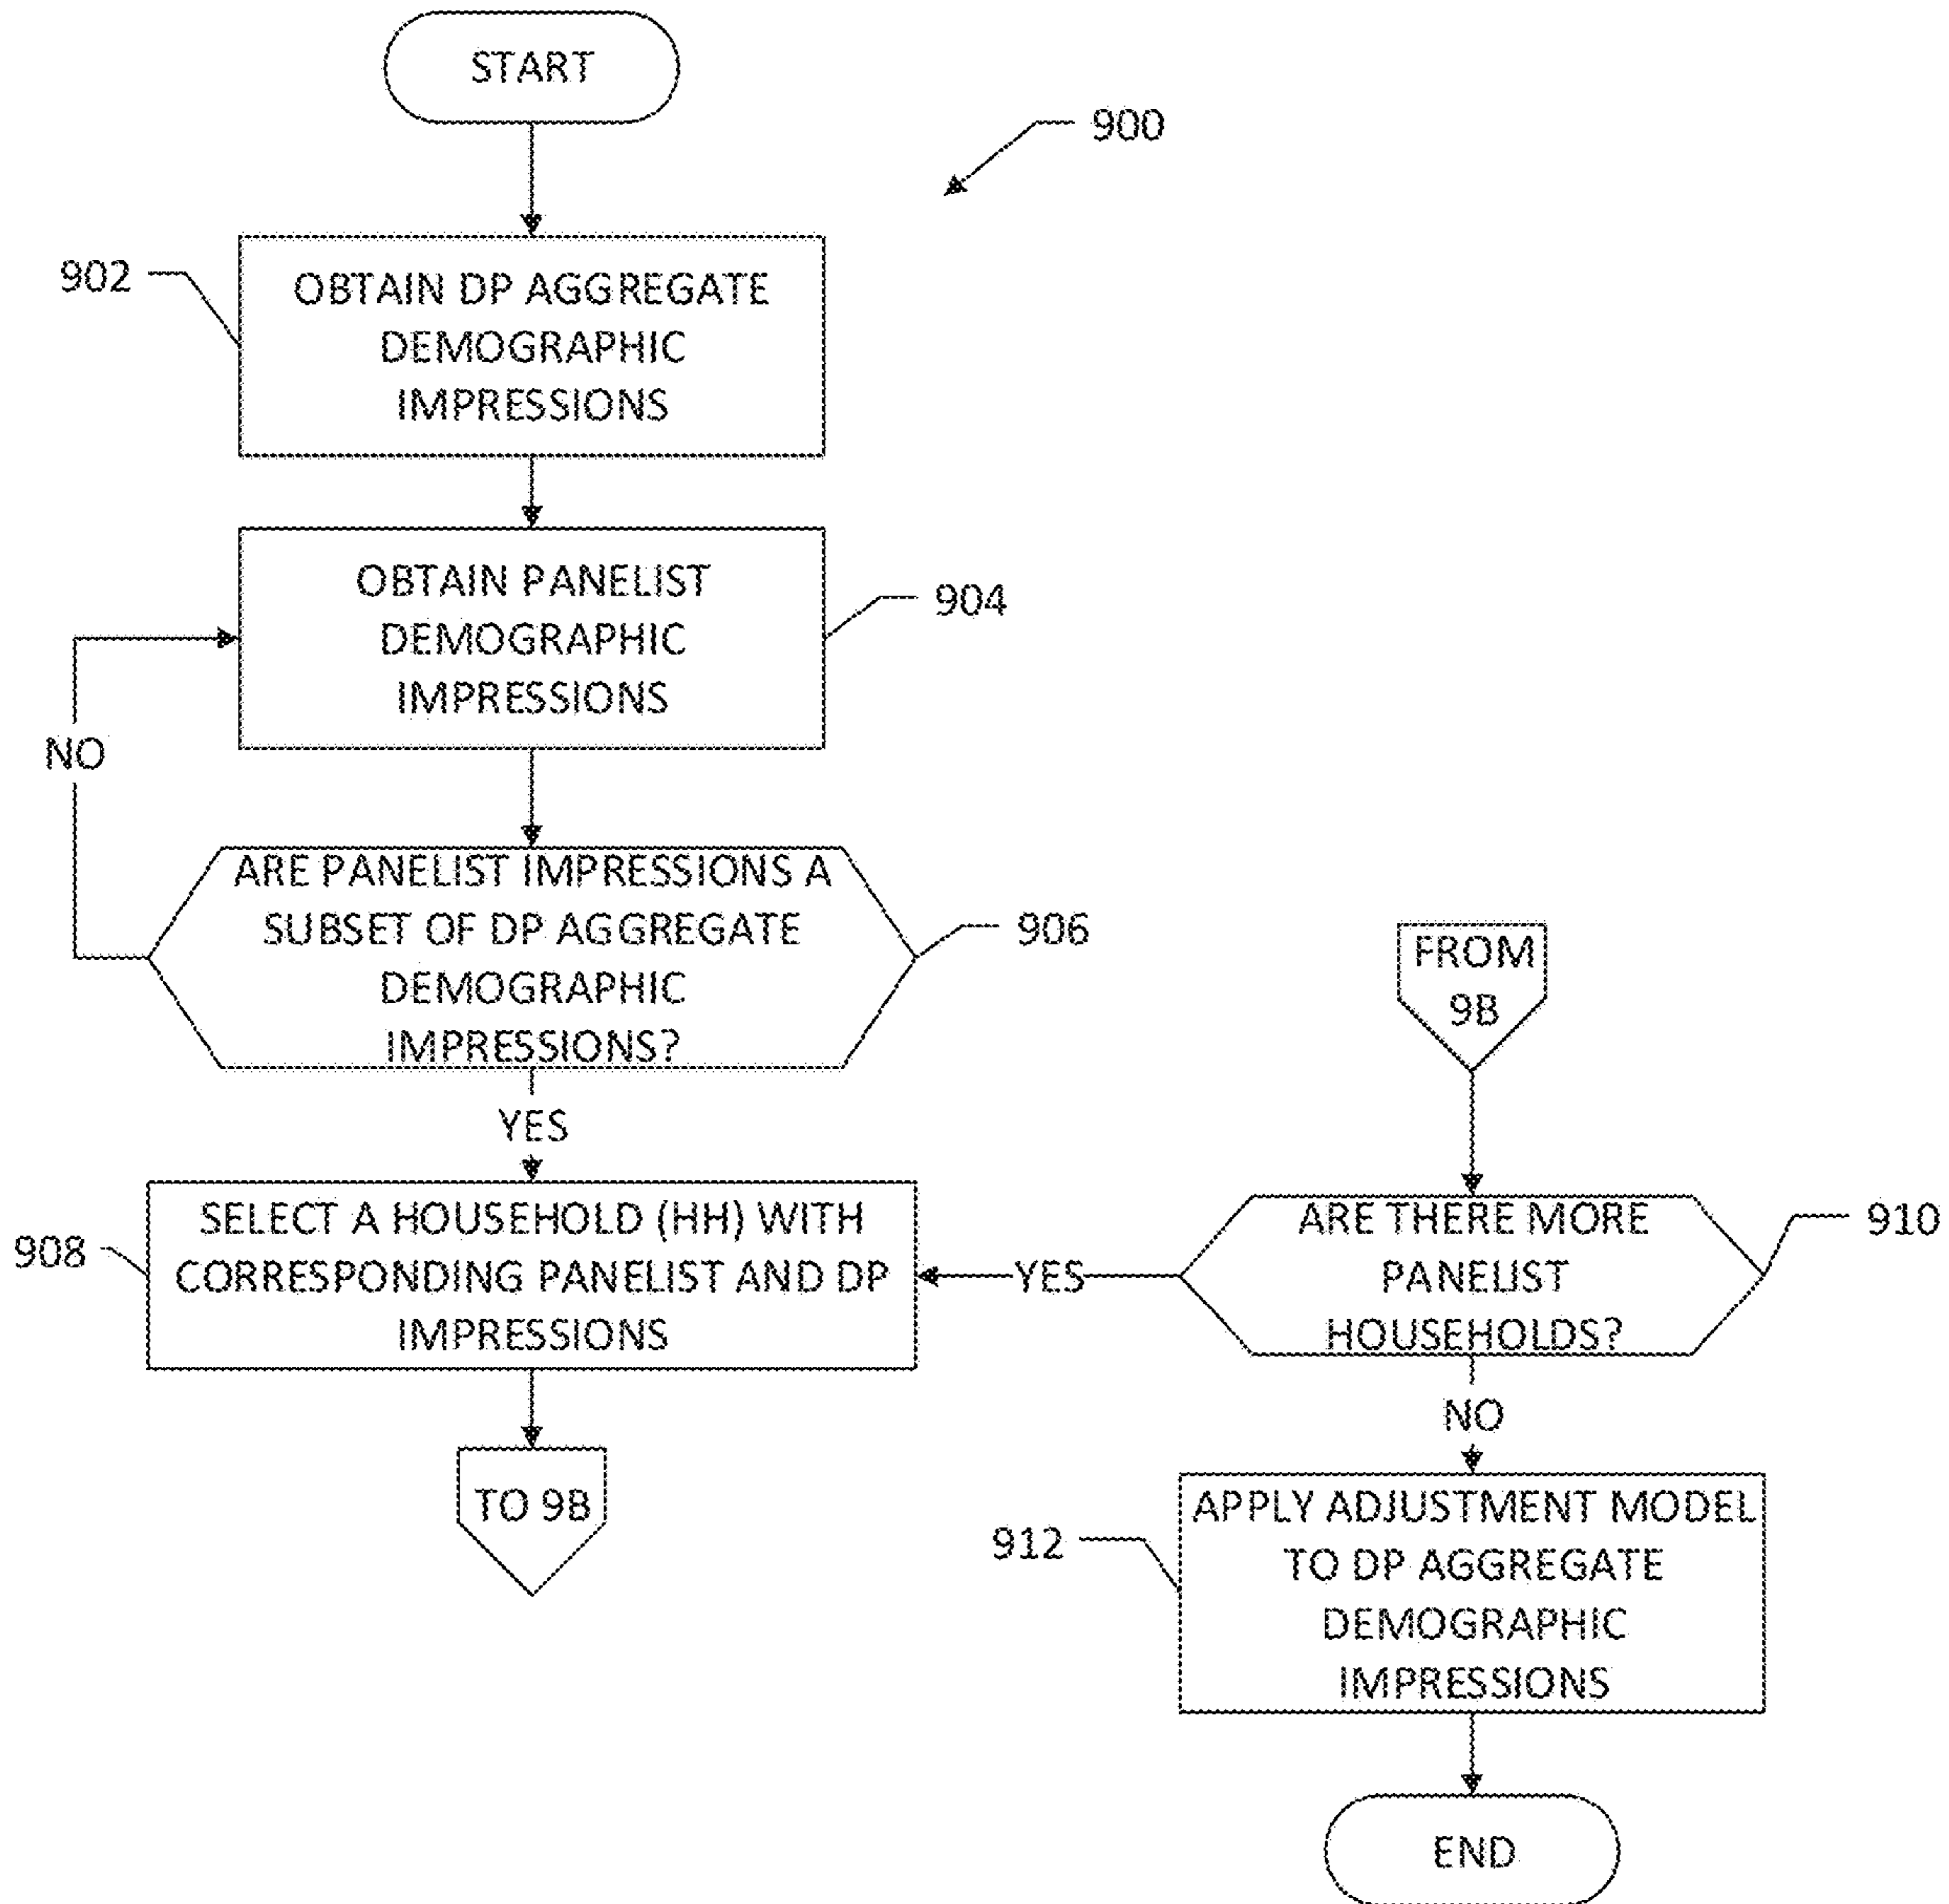 START
900
902
OBTAIN DP AGGREGATE
DEMOGRAPHIC
IMPRESSIONS
OBTAIN PANELIST
DEMOGRAPHIC
IMPRESSIONS
904
NO
ARE PANELIST IMPRESSIONS A
SUBSET OF DP AGGREGATE
DEMOGRAPHIC
IMPRESSIONS?
906
YES
908
SELECT A HOUSEHOLD (HH) WITH
CORRESPONDING PANELIST AND DP
IMPRESSIONS
TO 9B
FROM
9B
ARE THERE MORE
PANELIST
HOUSEHOLDS?
910
YES
NO
912
APPLY ADJUSTMENT MODEL
TO DP AGGREGATE
DEMOGRAPHIC
IMPRESSIONS
END